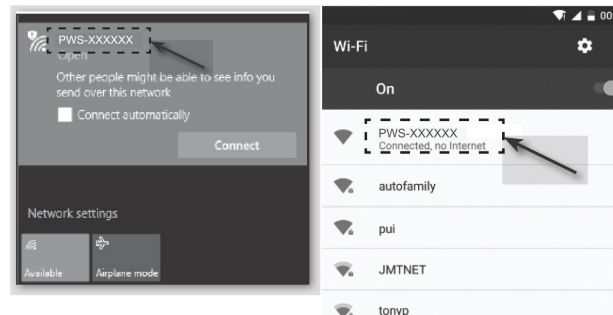 PWS-XXXXXX
Open
Other people might be able to see info you
send over this network
Connect automatically
Connect
Network settings
Available
Airplane mode
00
Wi-Fi
On
PWS-XXXXXX
Connected, no Internet
autofamily
pui
JMTNET
tonyp